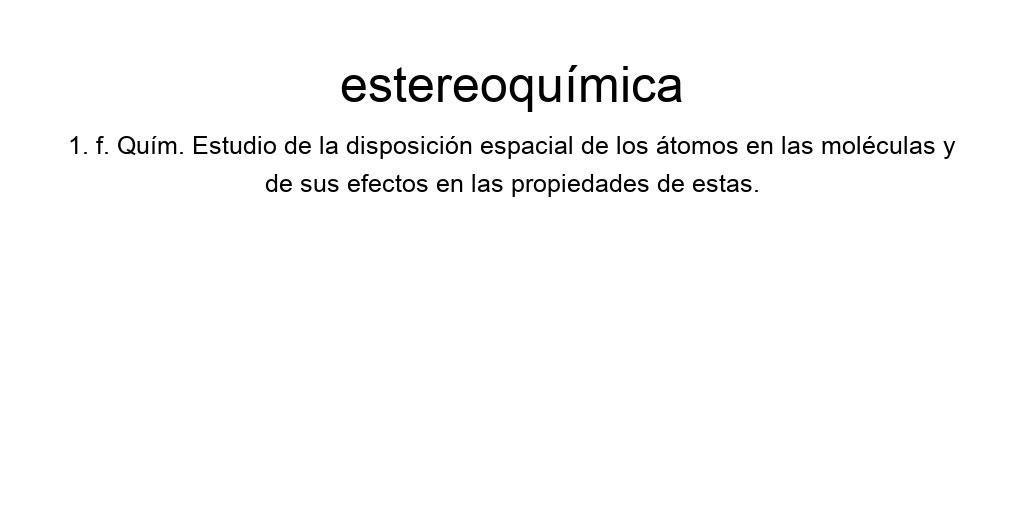 estereoquímica
1. f. Quím. Estudio de la disposición espacial de los átomos en las moléculas y
de sus efectos en las propiedades de estas.